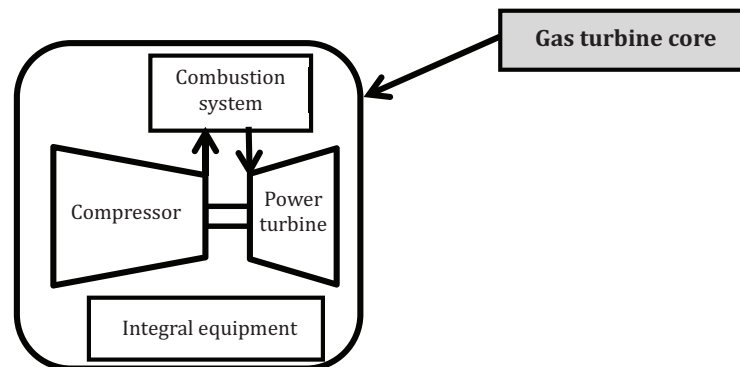 Gas turbine core
Combustion
system
Compressor
Power
turbine
Integral equipment